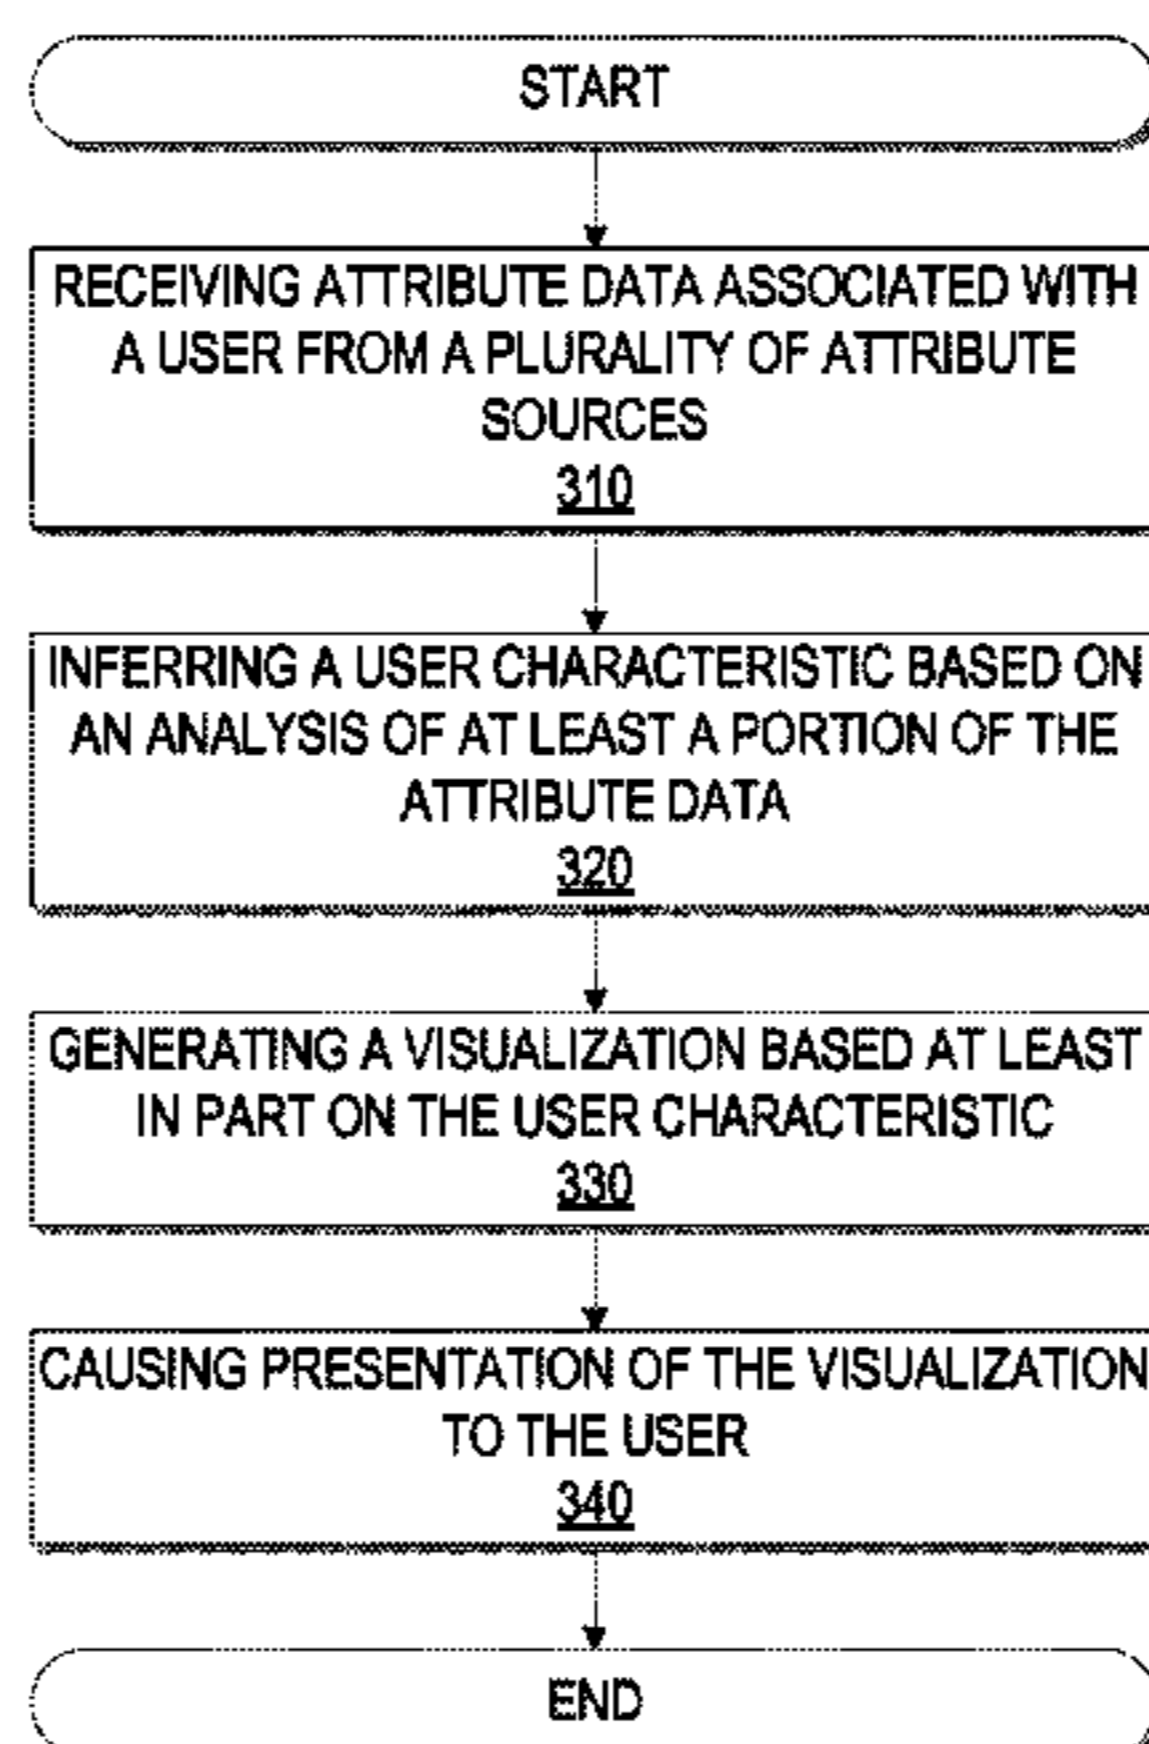 START
RECEIVING ATTRIBUTE DATA ASSOCIATED WITH
A USER FROM A PLURALITY OF ATTRIBUTE
SOURCES
310
INFERRING A USER CHARACTERISTIC BASED ON
AN ANALYSIS OF AT LEAST A PORTION OF THE
ATTRIBUTE DATA
320
GENERATING A VISUALIZATION BASED AT LEAST
IN PART ON THE USER CHARACTERISTIC
330
CAUSING PRESENTATION OF THE VISUALIZATION
TO THE USER
340
END